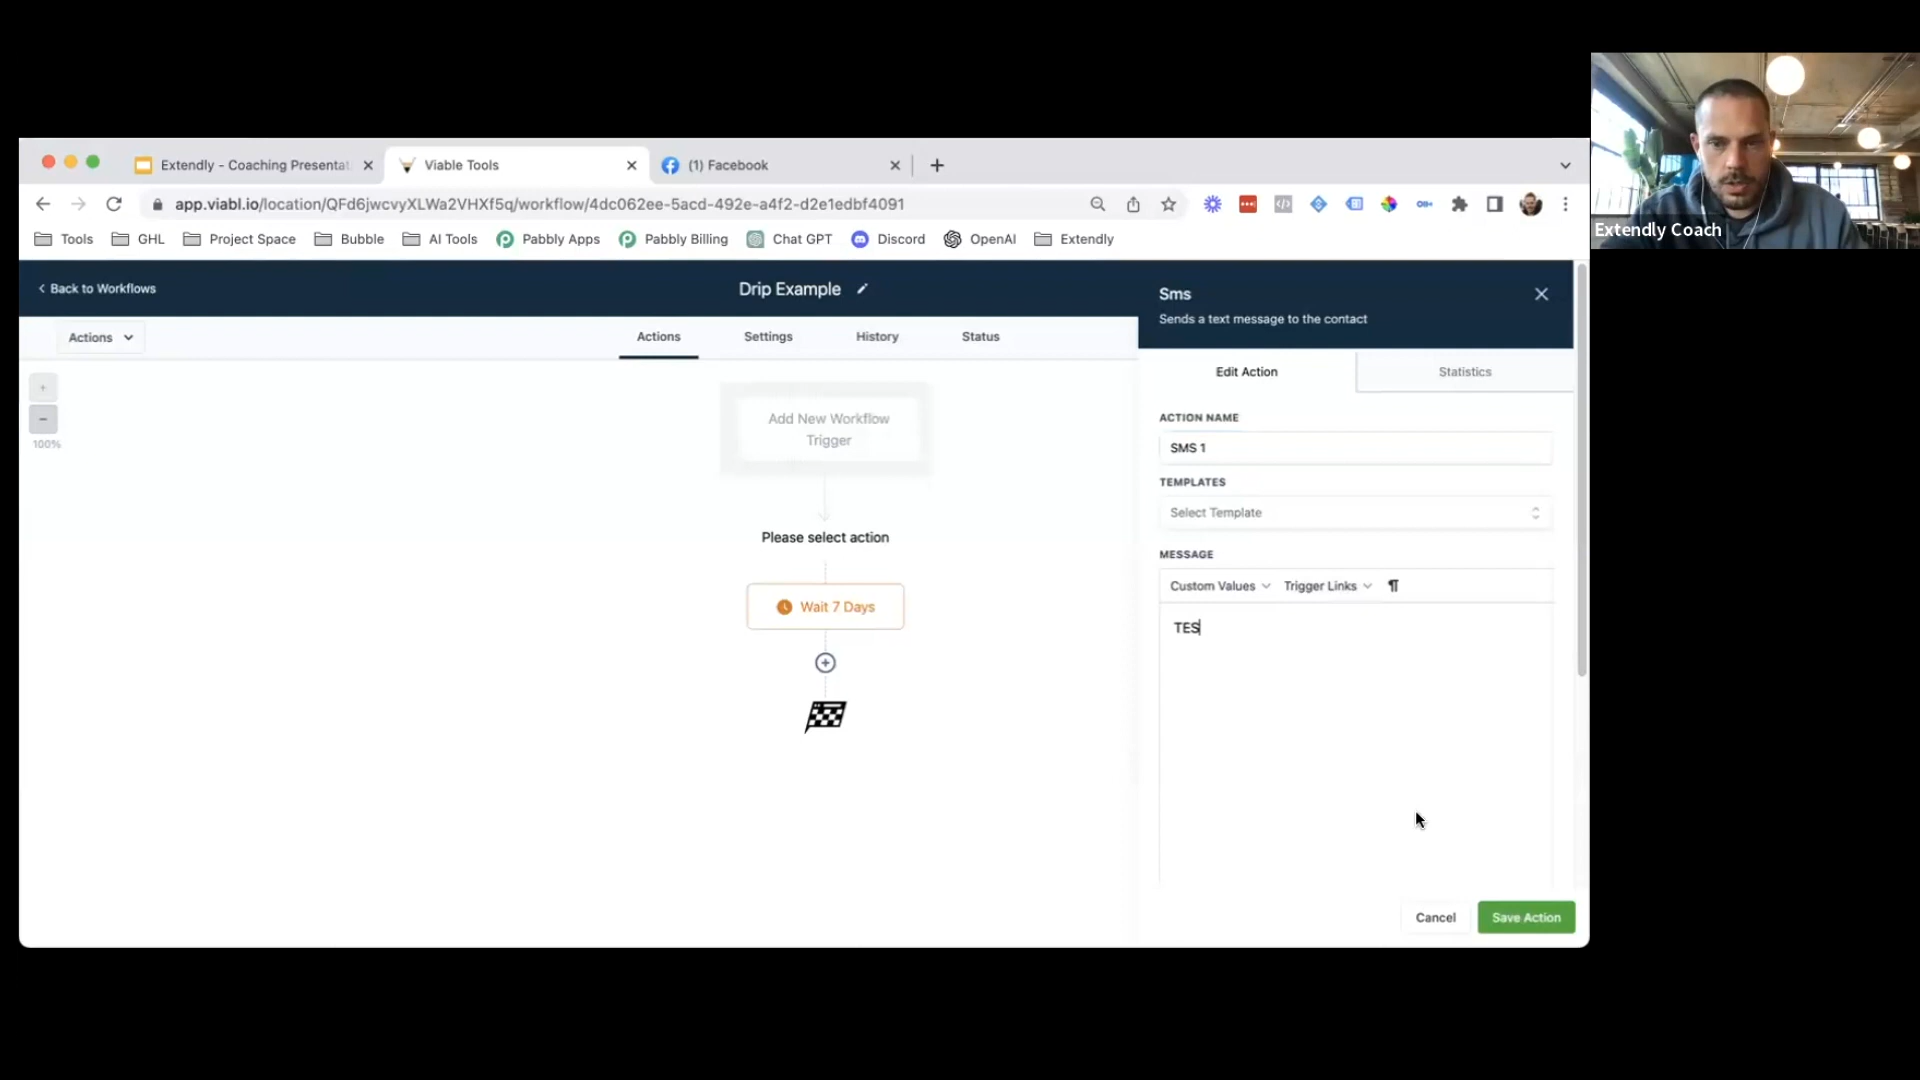 Extendly - Coaching Presentat
Viable Tools
(1) Facebook
app.viabl.io/location/QFd6jwcvyXLWa2VHXf5q/workflow/4dc062ee-5acd-492e-a4f2-d2e1edbf4091
Tools
GHL
Project Space
Bubble
AI Tools
Pabbly Apps
Pabbly Billing
Chat GPT
Discord
OpenAI
Extendly
Extendly Coach
Back to Workflows
Drip Example
Actions
Actions
Settings
History
Status
100%
Add New Workflow
Trigger
Please select action
Wait 7 Days
Sms
Sends a text message to the contact
Edit Action
Statistics
ACTION NAME
SMS 1
TEMPLATES
Select Template
MESSAGE
Custom Values
Trigger Links
TES
Cancel
Save Action